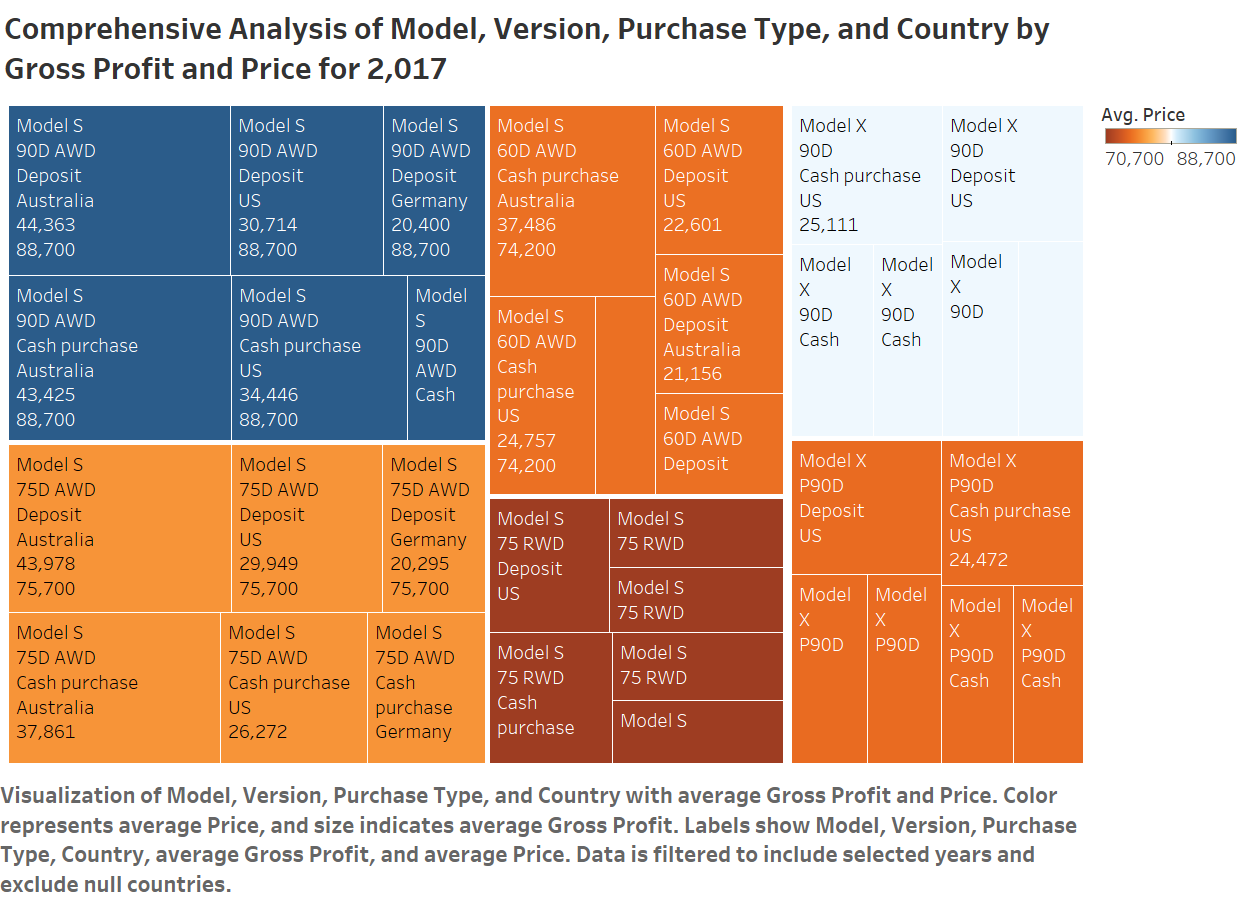 Comprehensive Analysis of Model, Version, Purchase Type, and Country by
Gross Profit and Price for 2,017
Model S
90D AWD
Deposit
Australia
44,363
88,700
Model S
90D AWD
Deposit
US
30,714
88,700
Model S
90D AWD
Deposit
Germany
20,400
88,700
Model S
90D AWD
Cash purchase
Australia
43,425
88,700
Model S
90D AWD
Cash purchase
US
34,446
88,700
Model
S
90D
AWD
Cash
Model S
75D AWD
Deposit
Australia
43,978
75,700
Model S
75D AWD
Deposit
US
29,949
75,700
Model S
75D AWD
Deposit
Germany
20,295
75,700
Model S
75D AWD
Cash purchase
Australia
37,861
Model S
75D AWD
Cash purchase
US
26,272
Model S
75D AWD
Cash
purchase
Germany
Model S
60D AWD
Cash purchase
Australia
37,486
74,200
Model S
60D AWD
Deposit
US
22,601
Model S
60D AWD
Deposit
Australia
21,156
Model S
60D AWD
Cash
purchase
US
24,757
74,200
Model S
60D AWD
Deposit
Model S
75 RWD
Deposit
US
Model S
75 RWD
Model S
75 RWD
Model S
75 RWD
Cash
purchase
Model S
75 RWD
Model S
Model X
90D
Cash purchase
US
25,111
Model X
90D
Deposit
US
Model
X
90D
Cash
Model
X
90D
Cash
Model
X
90D
Model X
P90D
Deposit
US
Model X
P90D
Cash purchase
US
24,472
Model
X
P90D
Model
X
P90D
Model
X
P90D
Cash
Model
X
P90D
Cash
Avg. Price
70,700 88,700
Visualization of Model, Version, Purchase Type, and Country with average Gross Profit and Price. Color
represents average Price, and size indicates average Gross Profit. Labels show Model, Version, Purchase
Type, Country, average Gross Profit, and average Price. Data is filtered to include selected years and
exclude null countries.